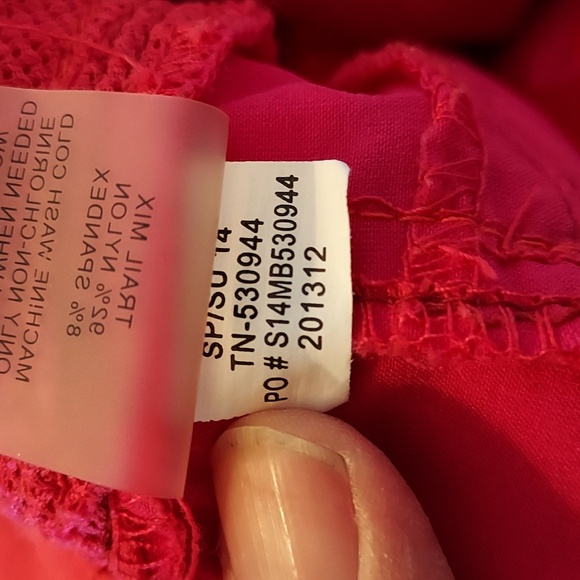 TRAIL MIX
92% NYLON
8% SPANDEX
MACHINE WASH COLD
ONLY NON-CHLORINE
WHEN NEEDED
SP/SU 14
TN-530944
PO # S14MB530944
201312